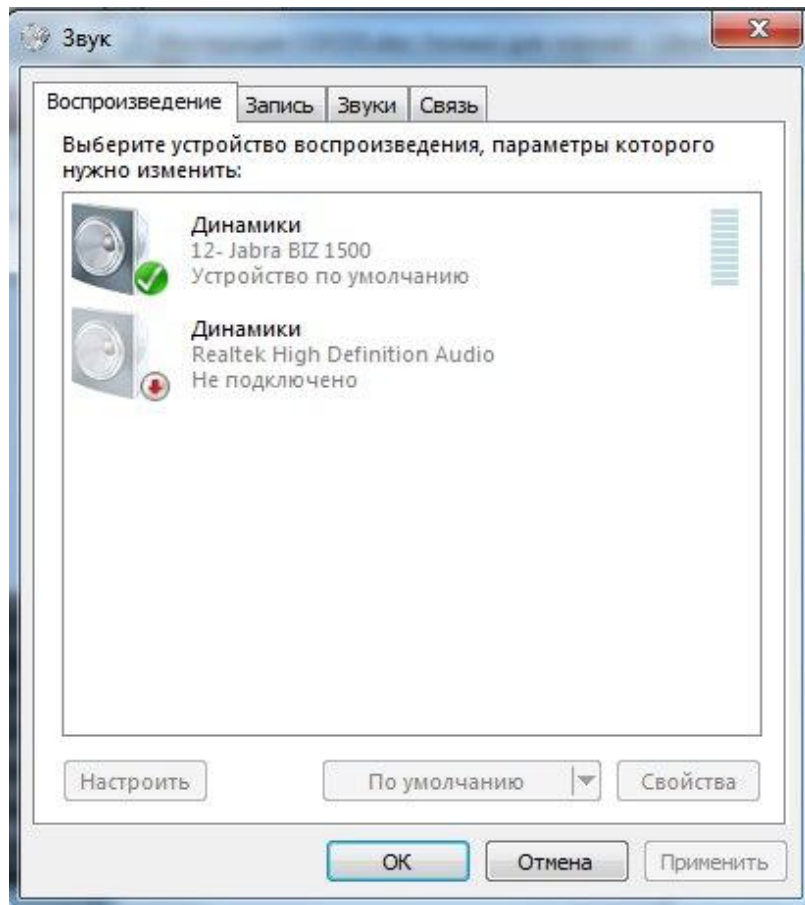 Звук
Воспроизведение Запись Звуки Связь
Выберите устройство воспроизведения, параметры которого
нужно изменить:
Динамики
12- Jabra BIZ 1500
Устройство по умолчанию
Динамики
Realtek High Definition Audio
Не подключено
Настроить По умолчанию Свойства
ОК Отмена Применить